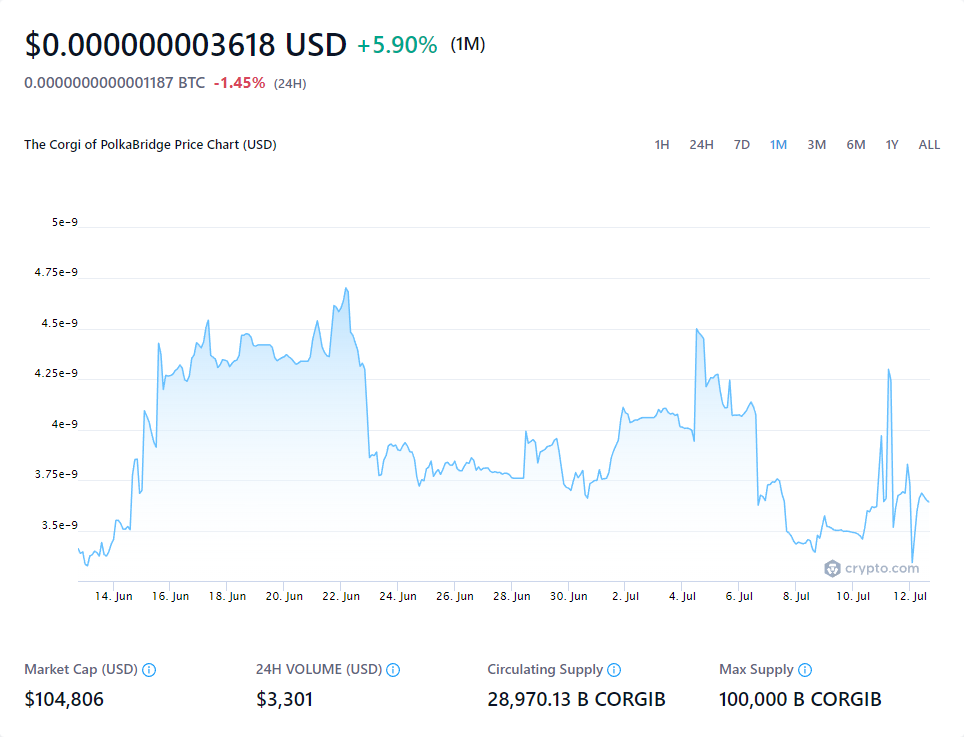 $0.000000003618 USD +5.90% (1M)
0.0000000000001187 BTC -1.45% (24H)
The Corgi of PolkaBridge Price Chart (USD) 1H 24H 7D 1M 3M 6M 1Y ALL
5e-9
4.75e-9
4.5e-9
4.25e-9
4e-9
3.75e-9
3.5e-9
crypto.com
14. Jun 16. Jun 18. Jun 20. Jun 22. Jun 24. Jun 26. Jun 28. Jun 30. Jun 2. Jul 4. Jul 6. Jul 8. Jul 10. Jul 12. Jul
Market Cap (USD) 24H VOLUME (USD) Circulating Supply Max Supply
$104,806 $3,301 28,970.13 B CORGIB 100,000 B CORGIB